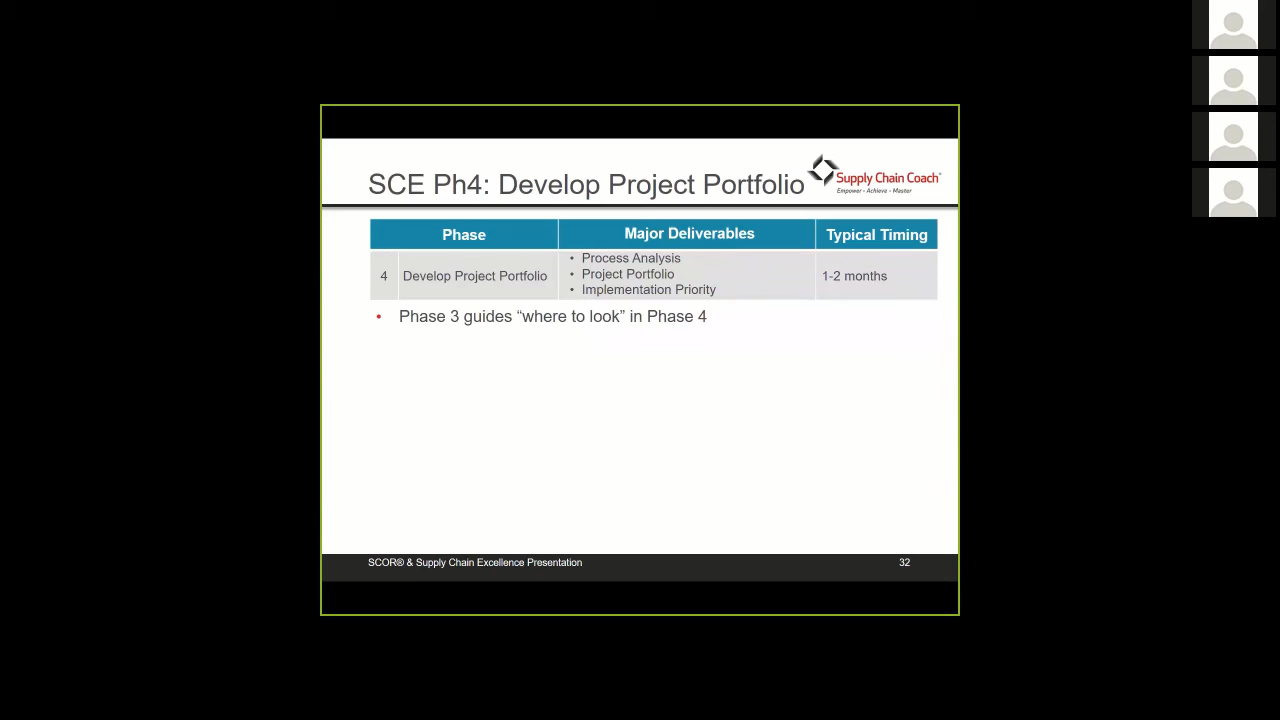 SCE Ph4: Develop Project Portfolio
Supply Chain Coach
Empower - Achieve - Master
Phase
Major Deliverables
Typical Timing
4
Develop Project Portfolio
• Process Analysis
• Project Portfolio
• Implementation Priority
1-2 months
• Phase 3 guides “where to look” in Phase 4
SCOR® & Supply Chain Excellence Presentation
32